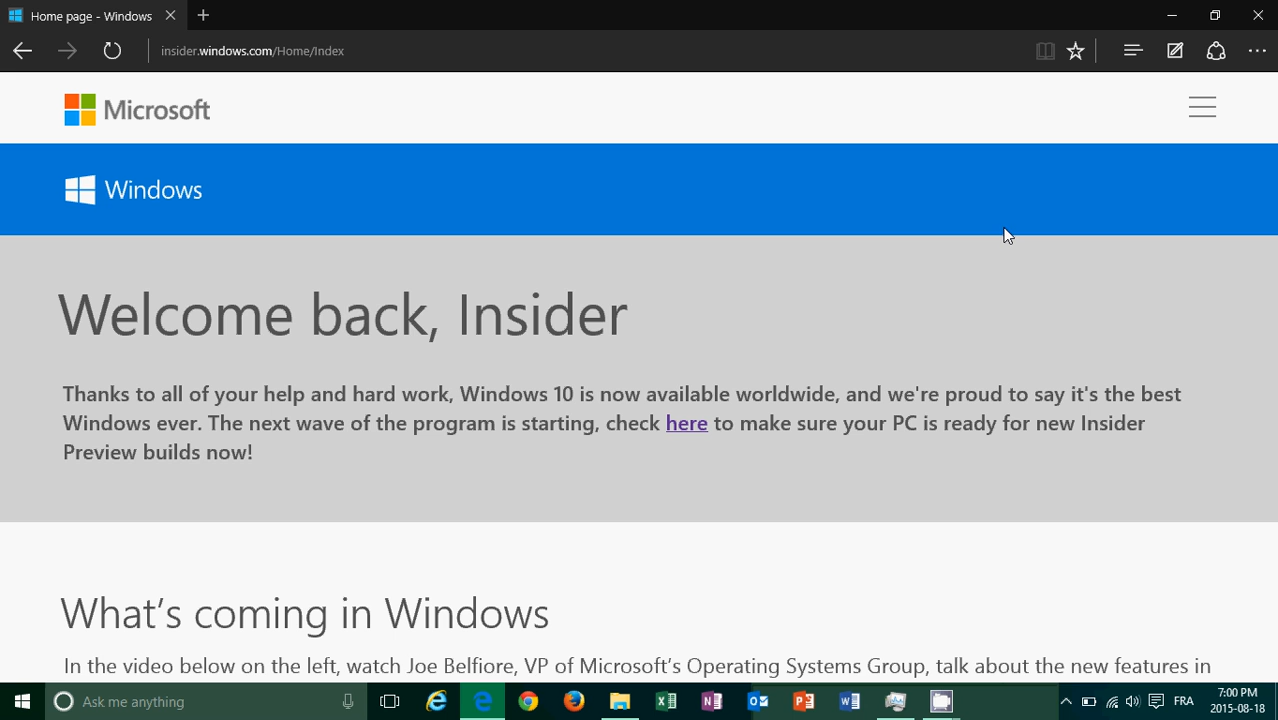 Home page - Windows
insider.windows.com/Home/Index
Microsoft
Windows
Welcome back, Insider
Thanks to all of your help and hard work, Windows 10 is now available worldwide, and we're proud to say it's the best
Windows ever. The next wave of the program is starting, check here to make sure your PC is ready for new Insider
Preview builds now!
What's coming in Windows
In the video below on the left, watch Joe Belfiore, VP of Microsoft's Operating Systems Group, talk about the new features in
Ask me anything
FRA
7:00 PM
2015-08-18